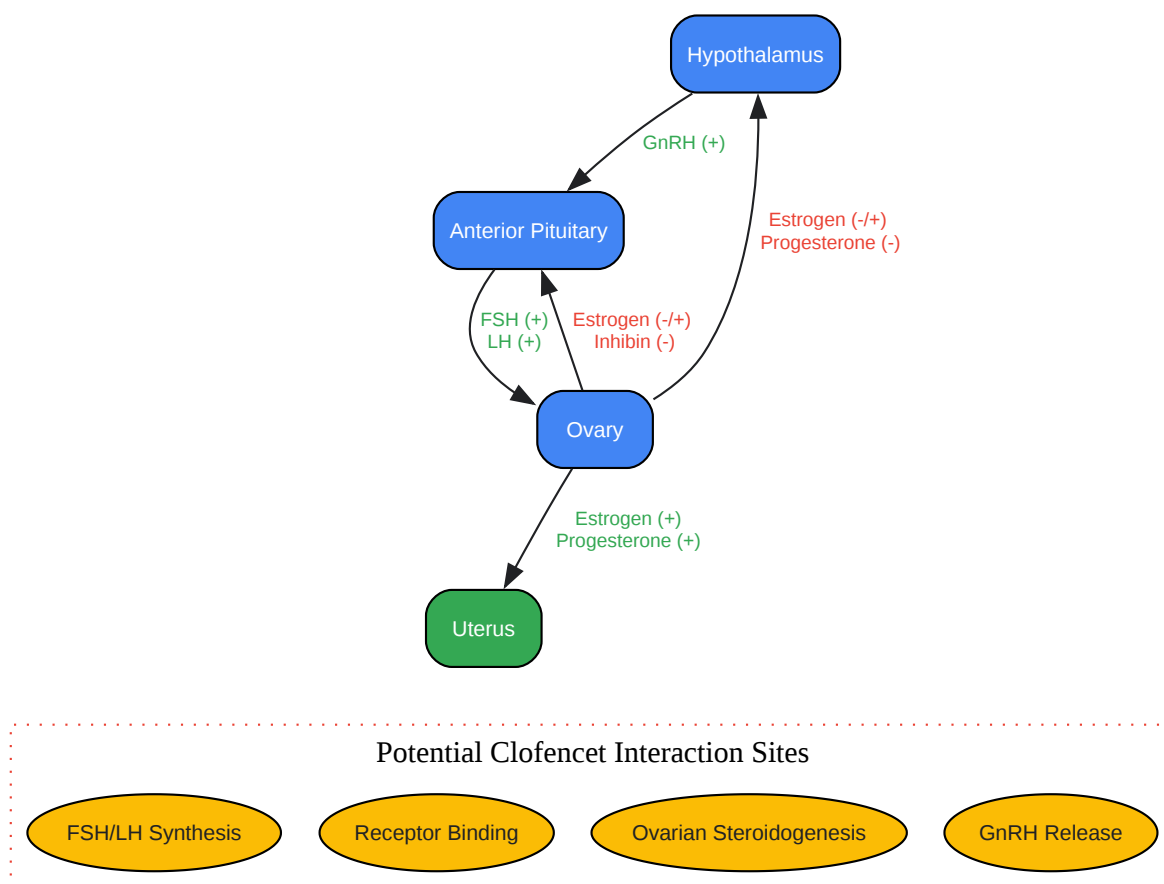 Hypothalamus
GnRH (+)
Anterior Pituitary
Estrogen (-/+)
Progesterone (-)
FSH (+)
LH (+)
Estrogen (-/+)
Inhibin (-)
Ovary
Estrogen (+)
Progesterone (+)
Uterus
Potential Clofencet Interaction Sites
FSH/LH Synthesis
Receptor Binding
Ovarian Steroidogenesis
GnRH Release